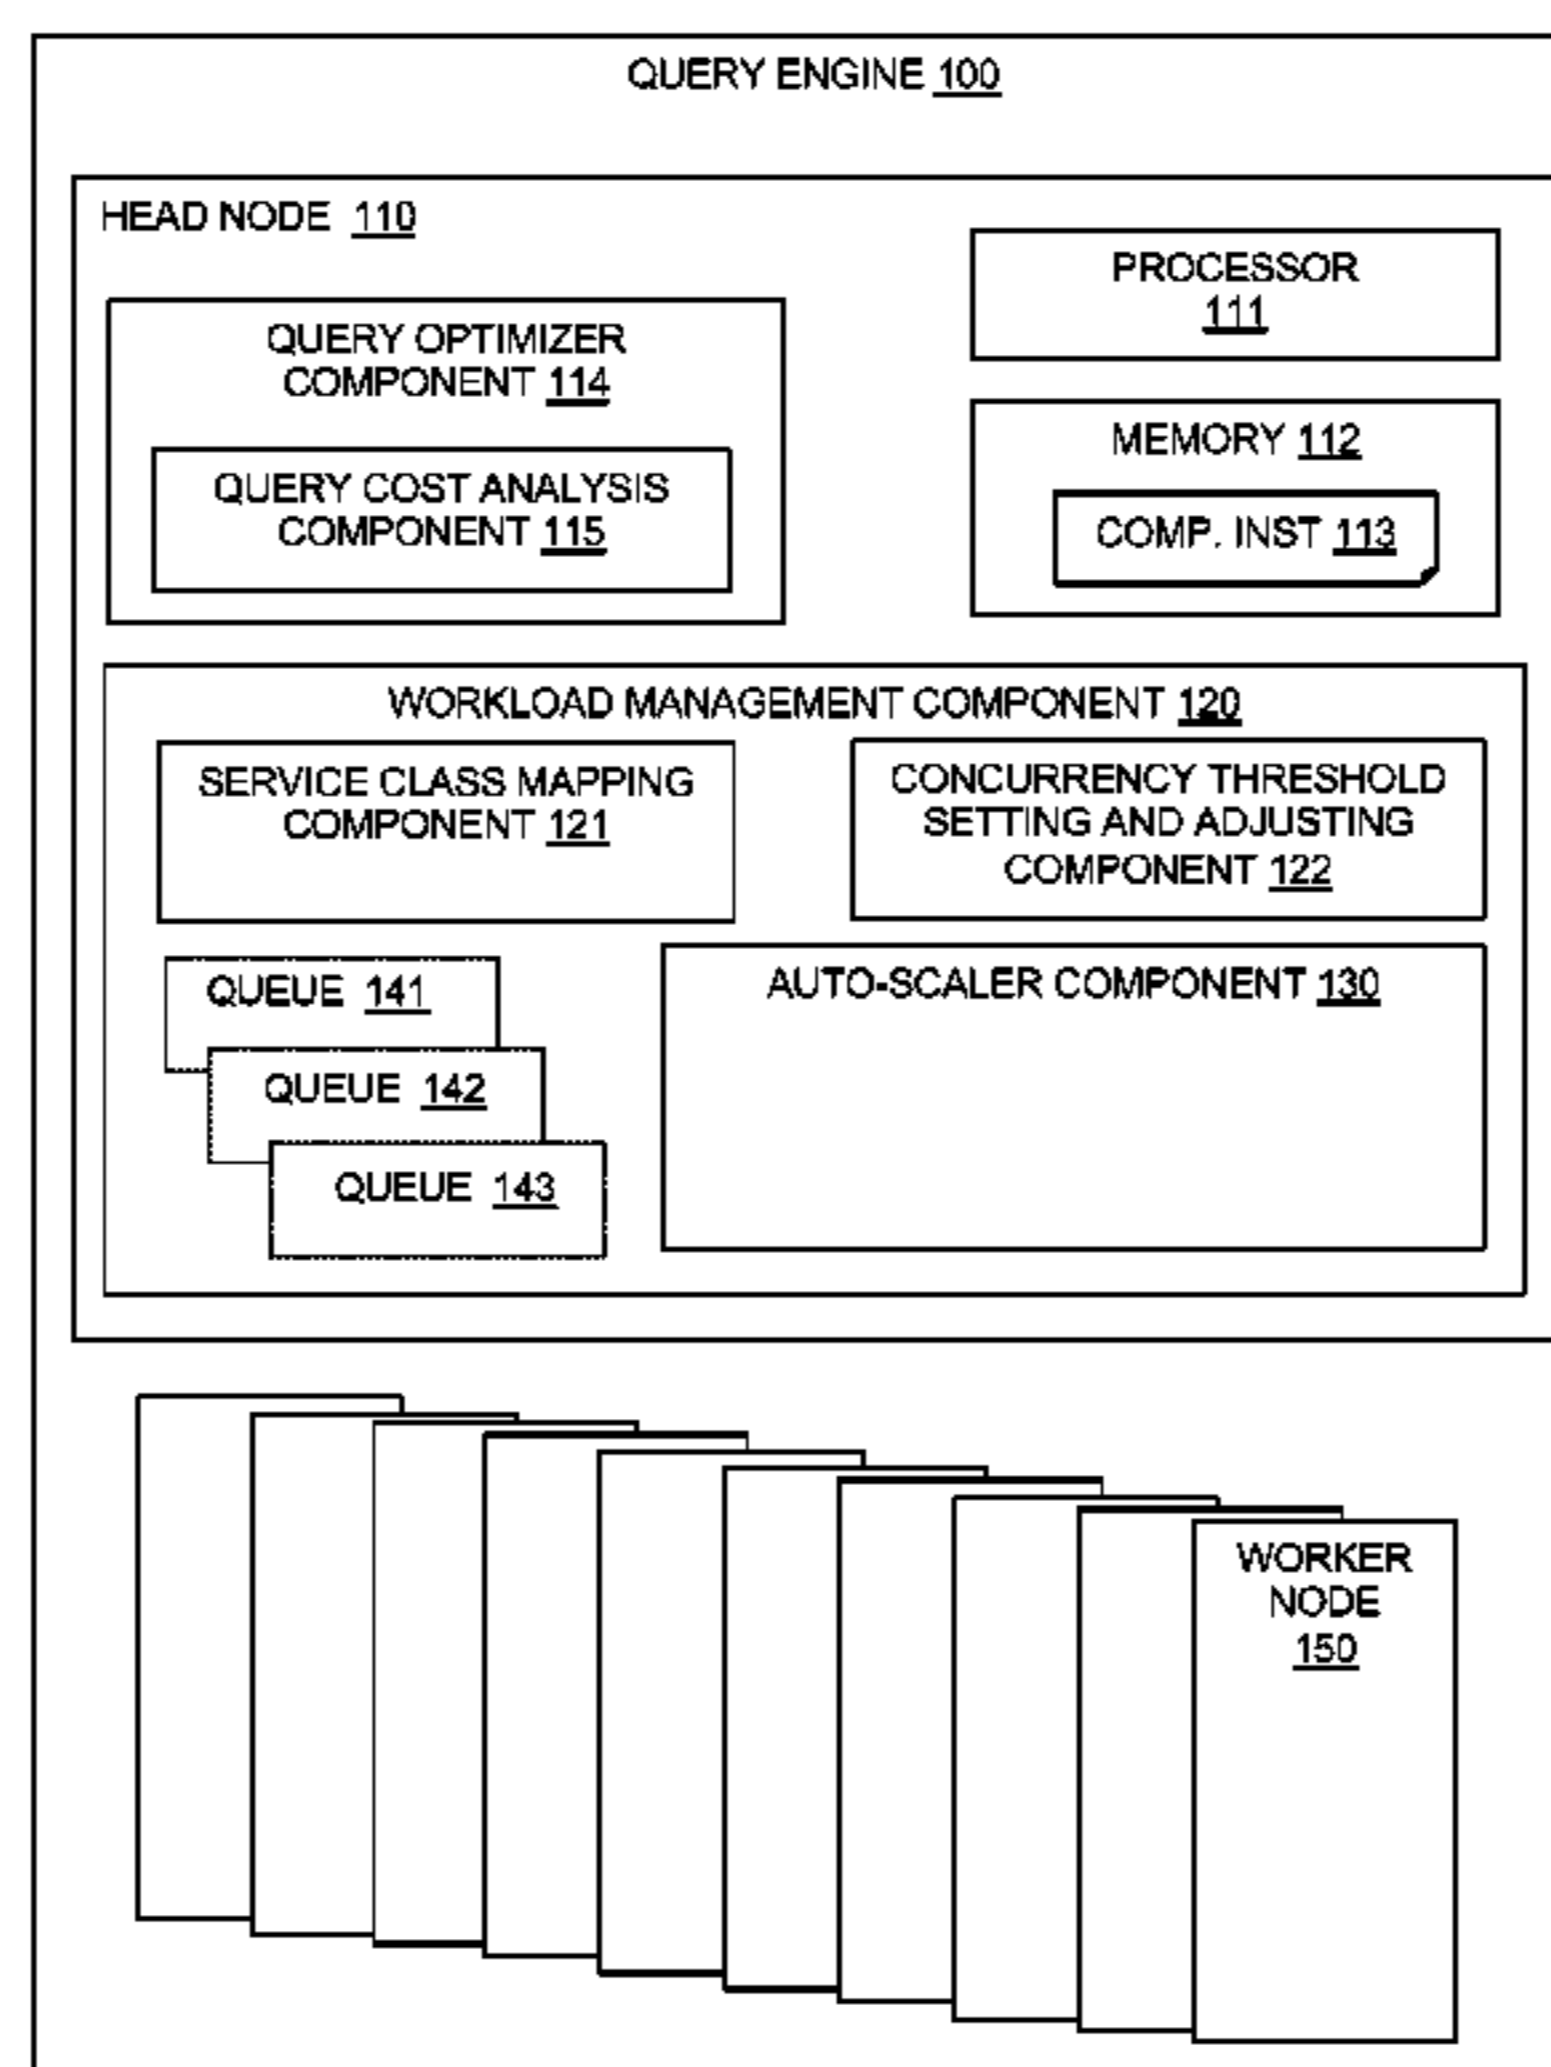 QUERY ENGINE 100
HEAD NODE 110
PROCESSOR
111
QUERY OPTIMIZER
COMPONENT 114
MEMORY 112
QUERY COST ANALYSIS
COMPONENT 115
COMP. INST 113
WORKLOAD MANAGEMENT COMPONENT 120
SERVICE CLASS MAPPING
COMPONENT 121
CONCURRENCY THRESHOLD
SETTING AND ADJUSTING
COMPONENT 122
QUEUE 141
QUEUE 142
QUEUE 143
AUTO-SCALER COMPONENT 130
WORKER
NODE
150